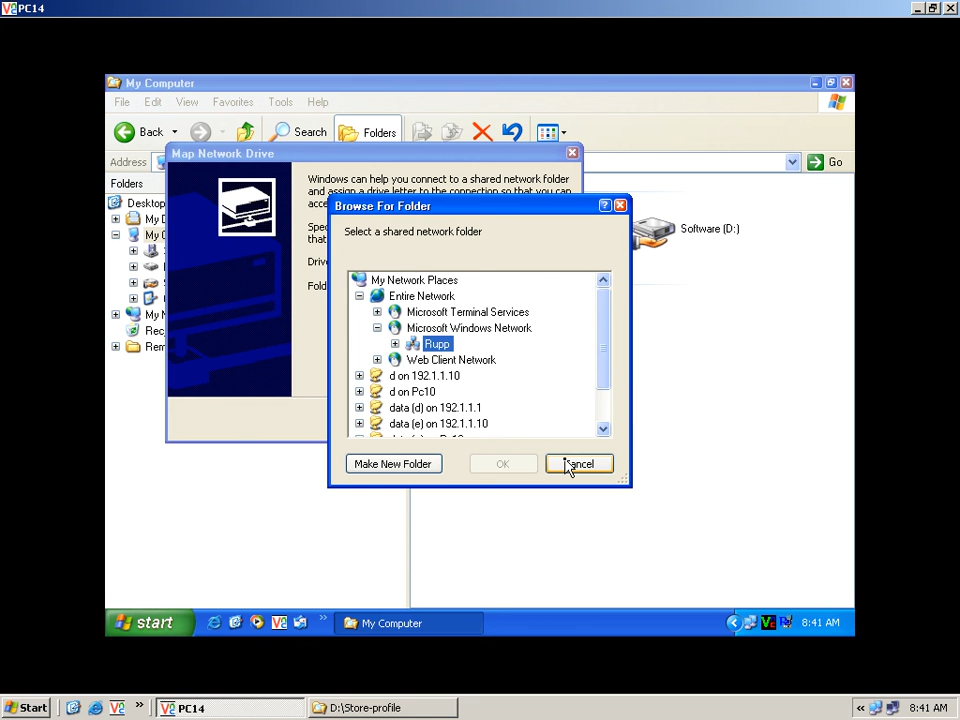 PC14
My Computer
File Edit View Favorites Tools Help
Back Search Folders
Address Go
Map Network Drive
Folders
Windows can help you connect to a shared network folder
and assign a drive letter to the connection so that you can
Browse For Folder
Select a shared network folder
Desktop
Software (D:)
My Network Places
Entire Network
Microsoft Terminal Services
Microsoft Windows Network
Rupp
Web Client Network
d on 192.1.1.10
d on Pc10
data (d) on 192.1.1.1
data (e) on 192.1.1.10
Make New Folder OK Cancel
start My Computer 8:41 AM
Start PC14 D:\Store-profile 8:41 AM